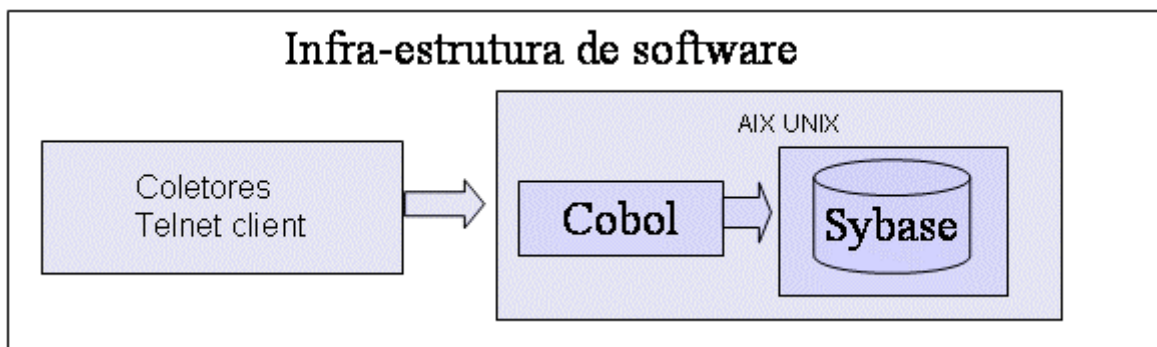 Infra-estrutura de software
AIX UNIX
Coletores
Telnet client
Cobol
Sybase